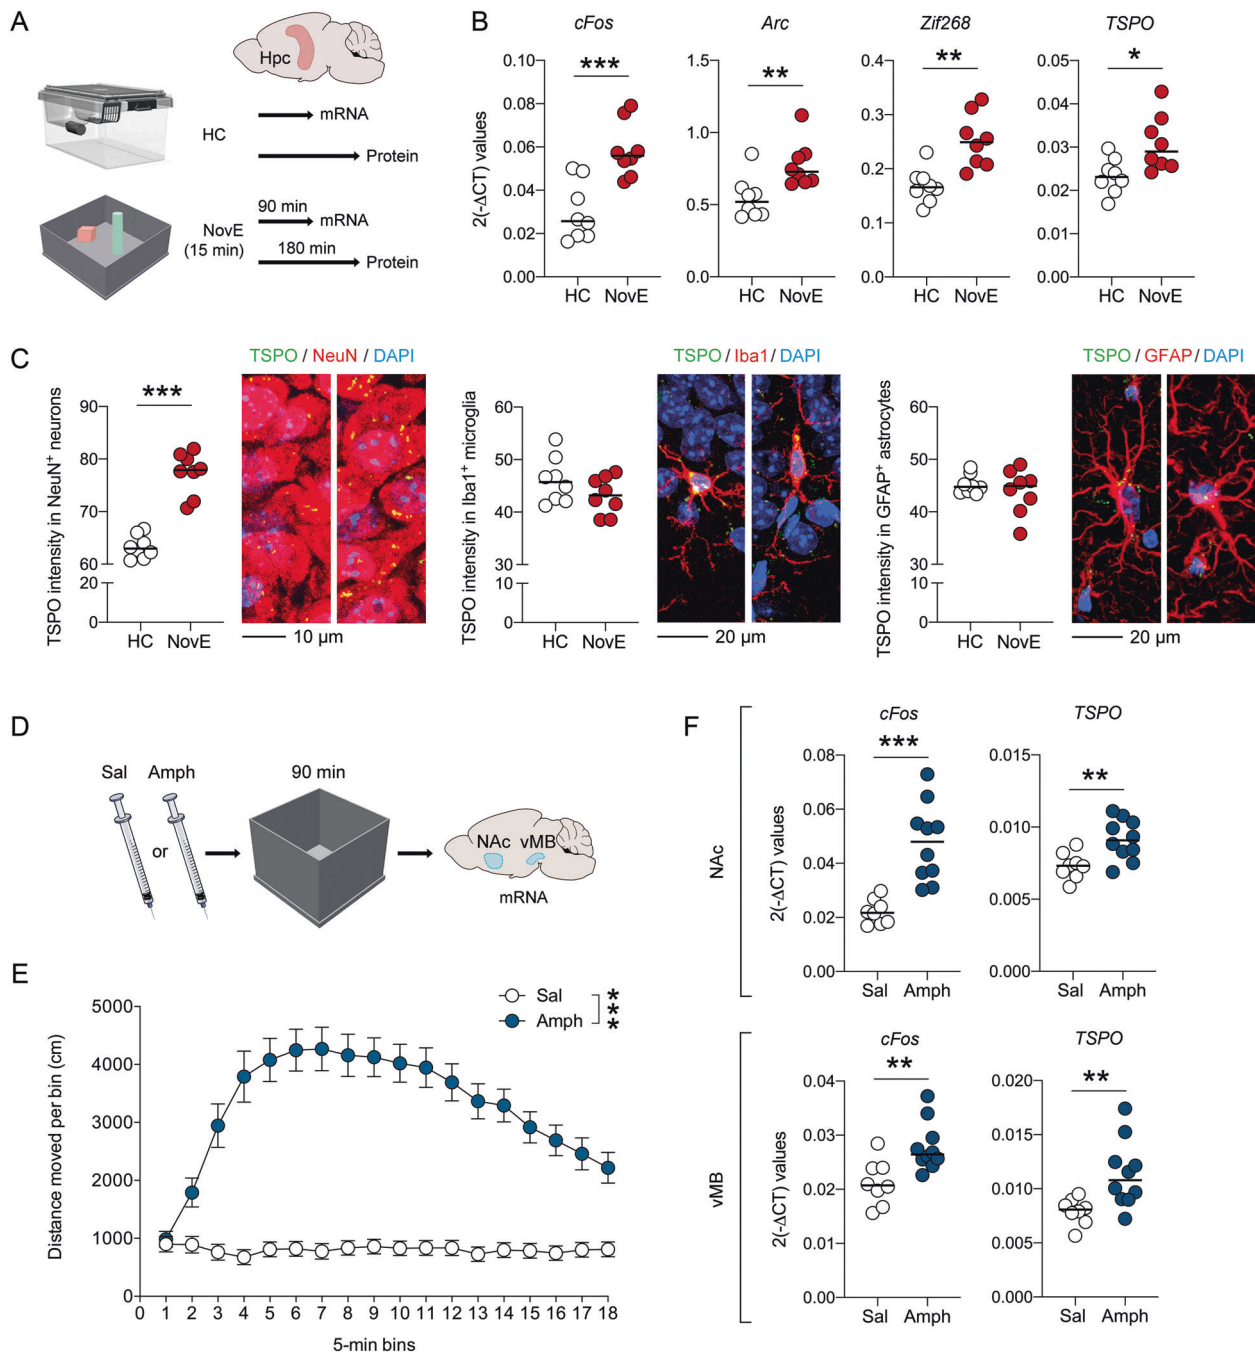 A
Hpc
HC
mRNA
Protein
NovE
(15 min)
90 min
mRNA
180 min
Protein
B
cFos
Arc
Zif268
TSPO
2(-ΔCT) values
***
0.10
0.08
0.06
0.04
0.02
0.00
HC NovE
**
1.5
1.0
0.5
0.0
HC NovE
**
0.4
0.3
0.2
0.1
0.0
HC NovE
*
0.05
0.04
0.03
0.02
0.01
0.00
HC NovE
C
TSPO intensity in NeuN+ neurons
***
90
80
70
60
20
0
HC NovE
TSPO / NeuN / DAPI
10 µm
TSPO intensity in Iba1+ microglia
60
50
40
30
10
0
HC NovE
TSPO / Iba1/ DAPI
20 µm
TSPO intensity in GFAP+ astrocytes
60
50
40
30
10
0
HC NovE
TSPO / GFAP/ DAPI
20 µm
D
Sal Amph
or
90 min
NAc vMB
mRNA
E
Distance moved per bin (cm)
5000
4000
3000
2000
1000
0
Sal
Amph
***
0 1 2 3 4 5 6 7 8 9 10 11 12 13 14 15 16 17 18
5-min bins
F
NAc
cFos
TSPO
2(-ΔCT) values
***
0.08
0.06
0.04
0.02
0.00
Sal Amph
**
0.015
0.010
0.005
0.000
Sal Amph
vMB
cFos
TSPO
2(-ΔCT) values
**
0.04
0.03
0.02
0.01
0.00
Sal Amph
**
0.020
0.015
0.010
0.005
0.000
Sal Amph